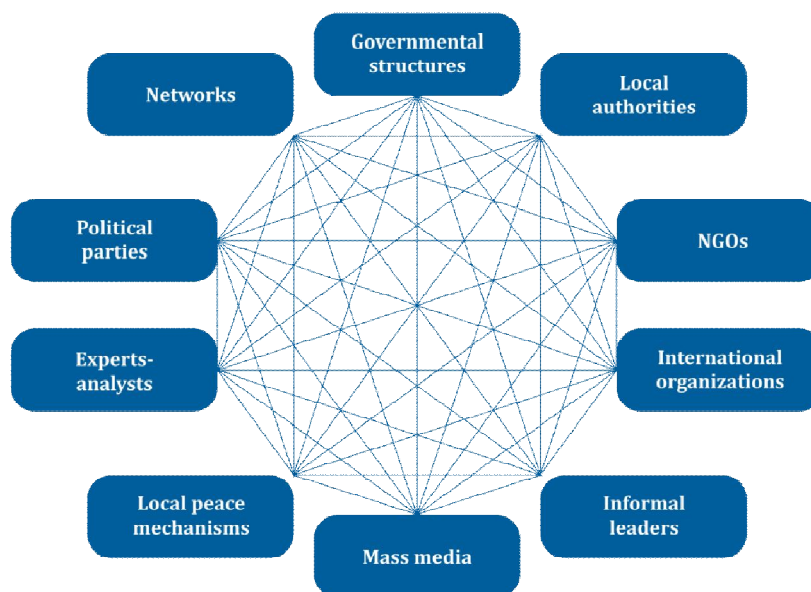 Governmental
structures
Networks
Local
authorities
Political
parties
NGOs
Experts-
analysts
International
organizations
Local peace
mechanisms
Informal
leaders
Mass media